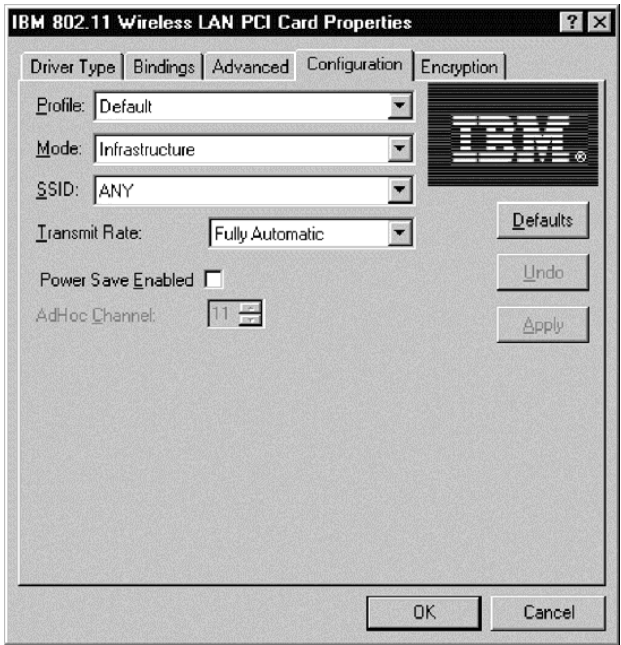 IBM 802.11 Wireless LAN PCI Card Properties ? ×
Driver Type Bindings Advanced Configuration Encryption
Profile: Default
IBM®
Mode: Infrastructure
SSID: ANY
Defaults
Transmit Rate: Fully Automatic
Power Save Enabled
Undo
AdHoc Channel: 11
Apply
OK Cancel